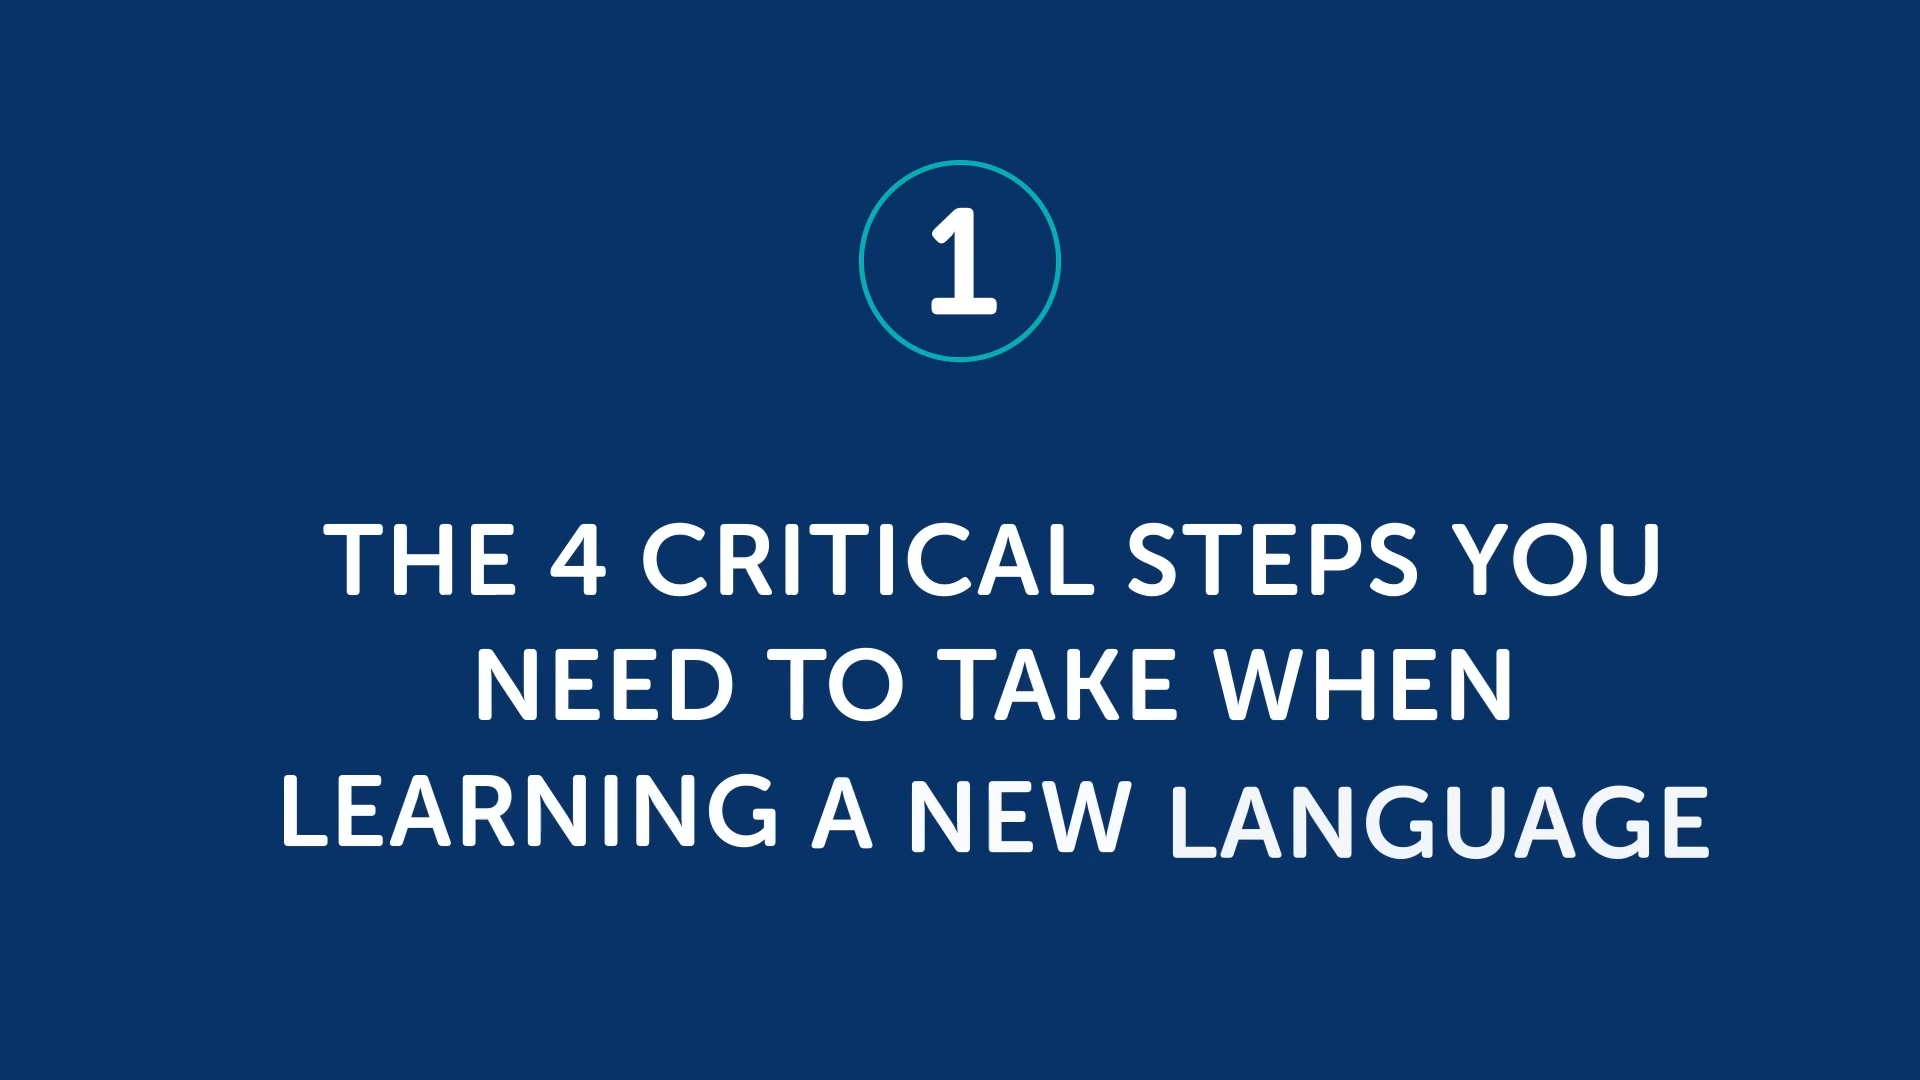 1
THE 4 CRITICAL STEPS YOU
NEED TO TAKE WHEN
LEARNING A NEW LANGUAGE